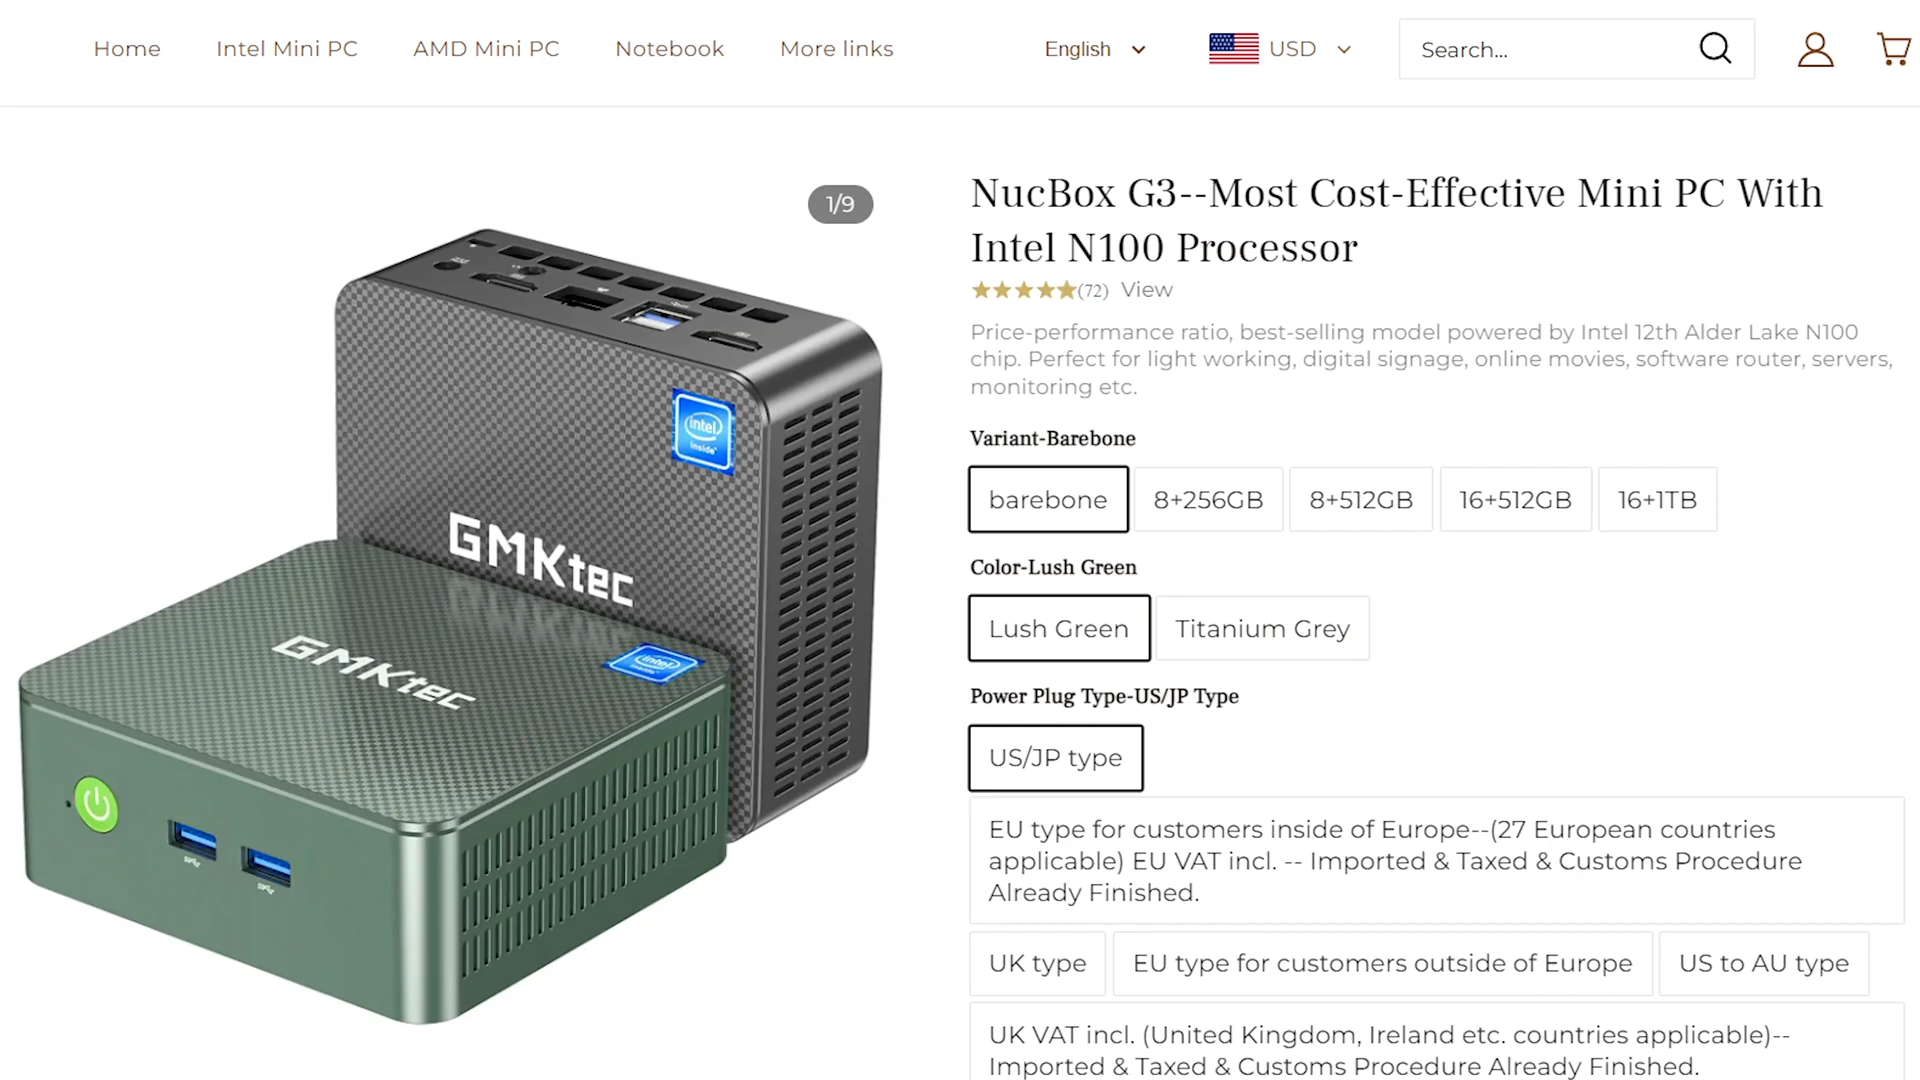 Home
Intel Mini PC
AMD Mini PC
Notebook
More links
English
USD
Search...
1/9
NucBox G3--Most Cost-Effective Mini PC With
Intel N100 Processor
(72) View
Price-performance ratio, best-selling model powered by Intel 12th Alder Lake N100
chip. Perfect for light working, digital signage, online movies, software router, servers,
monitoring etc.
Variant-Barebone
barebone
8+256GB
8+512GB
16+512GB
16+1TB
Color-Lush Green
Lush Green
Titanium Grey
Power Plug Type-US/JP Type
US/JP type
EU type for customers inside of Europe--(27 European countries
applicable) EU VAT incl. -- Imported & Taxed & Customs Procedure
Already Finished.
UK type
EU type for customers outside of Europe
US to AU type
UK VAT incl. (United Kingdom, Ireland etc. countries applicable)--
Imported & Taxed & Customs Procedure Already Finished.
intel
inside
GMKtec
GMKtec
intel
inside